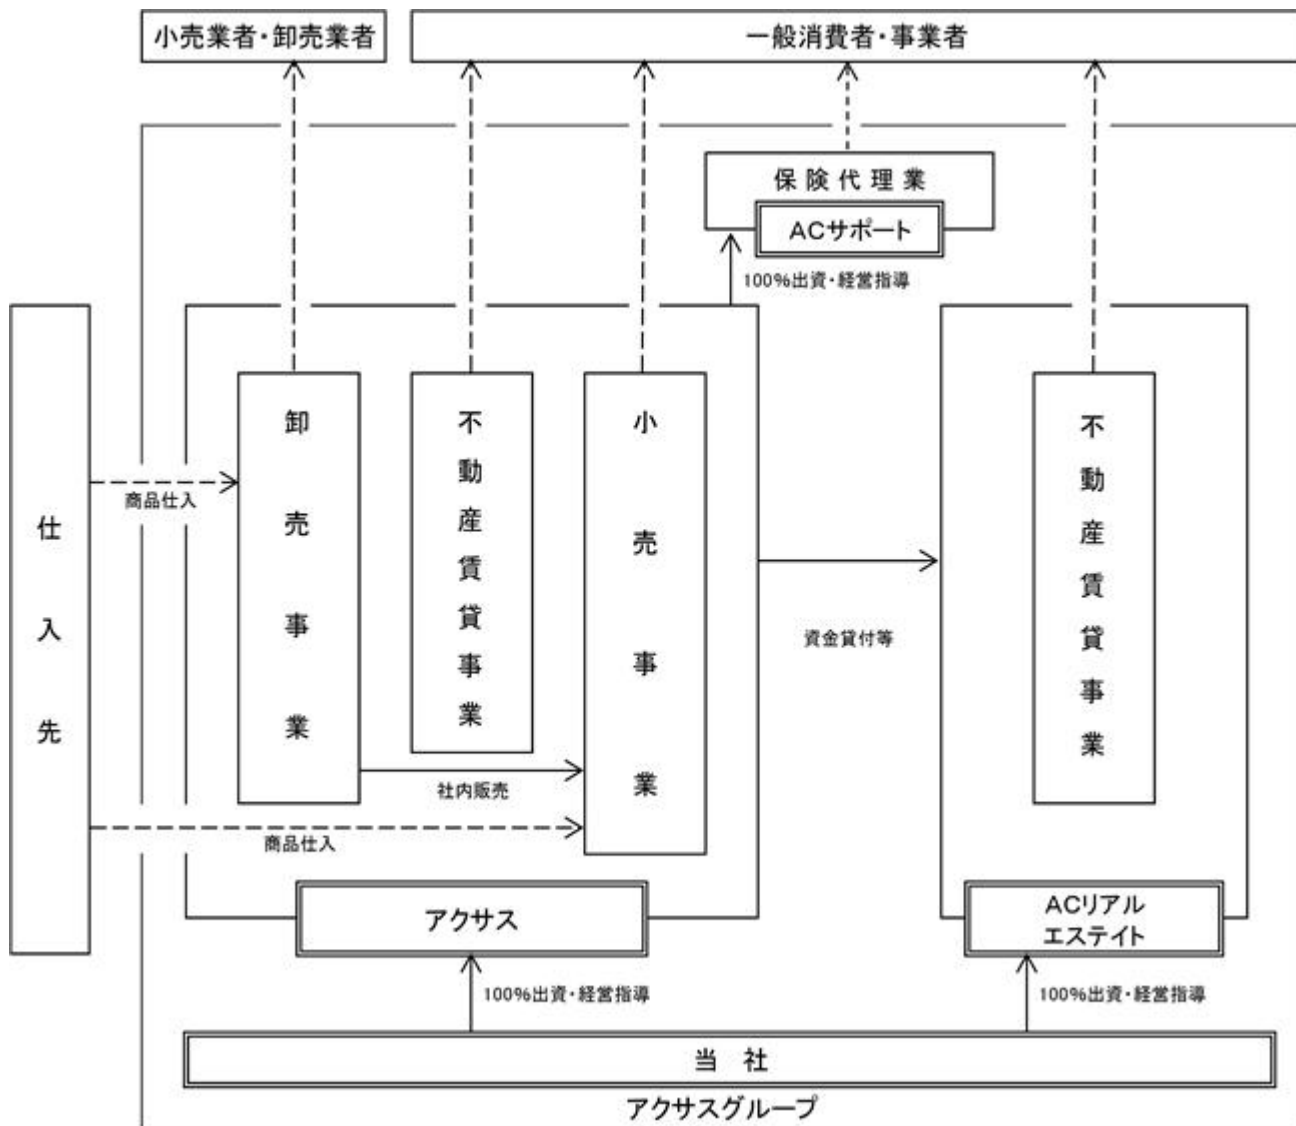 小売業者・卸売業者
一般消費者・事業者
保険代理業
ACサポート
100%出資・経営指導
仕入先
商品仕入
卸売事業
不動産賃貸事業
小売事業
社内販売
商品仕入
資金貸付等
不動産賃貸事業
アクサス
ACリアル
エステイト
100%出資・経営指導
100%出資・経営指導
当社
アクサスグループ